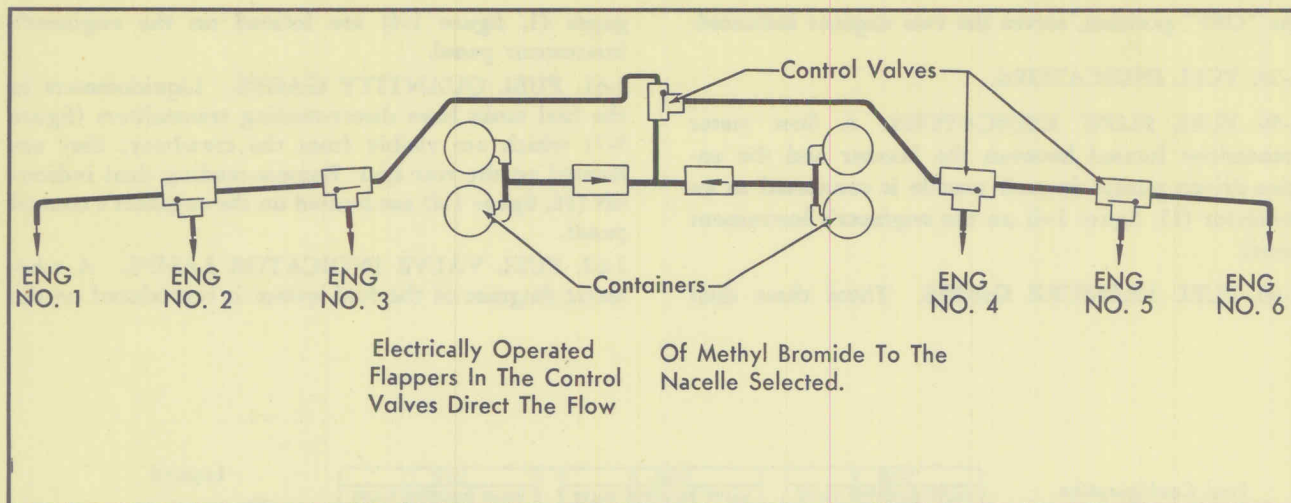 Control Valves
ENG
NO. 1
ENG
NO. 2
ENG
NO. 3
Containers
ENG
NO. 4
ENG
NO. 5
ENG
NO. 6
Electrically Operated
Flappers In The Control
Valves Direct The Flow
Of Methyl Bromide To The
Nacelle Selected.